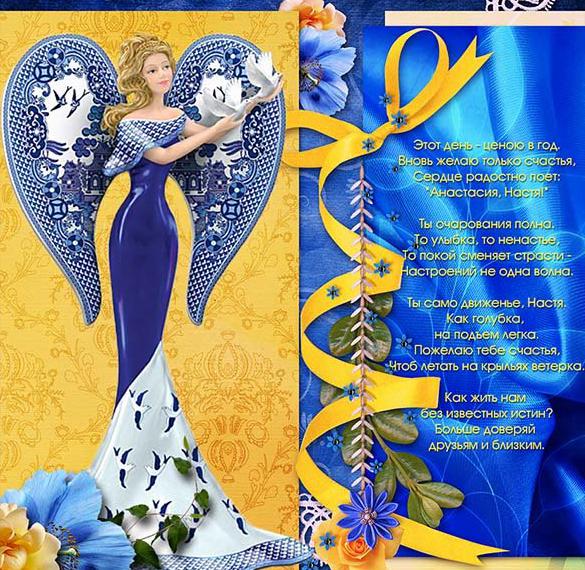 Этот день - ценою в год.
Вновь желаю только счастья,
Сердце радостно поёт:
"Анастасия, Настя!"
Ты очарования полна.
То улыбка, то ненастье,
То покой сменяет страсти -
Настроений не одна волна.
Ты само движенье, Настя.
Как голубка,
на подъем легка.
Пожелаю тебе счастья,
Чтоб летать на крыльях ветерка.
Как жить нам
без известных истин?
Больше доверяй
друзьям и близким.